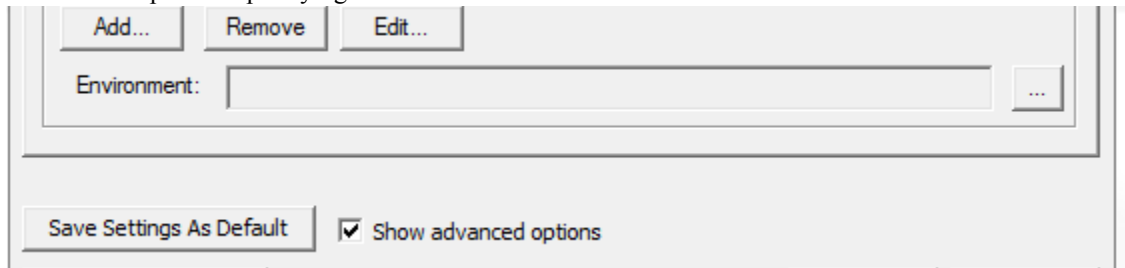 Add... Remove Edit...
Environment: ...
Save Settings As Default Show advanced options